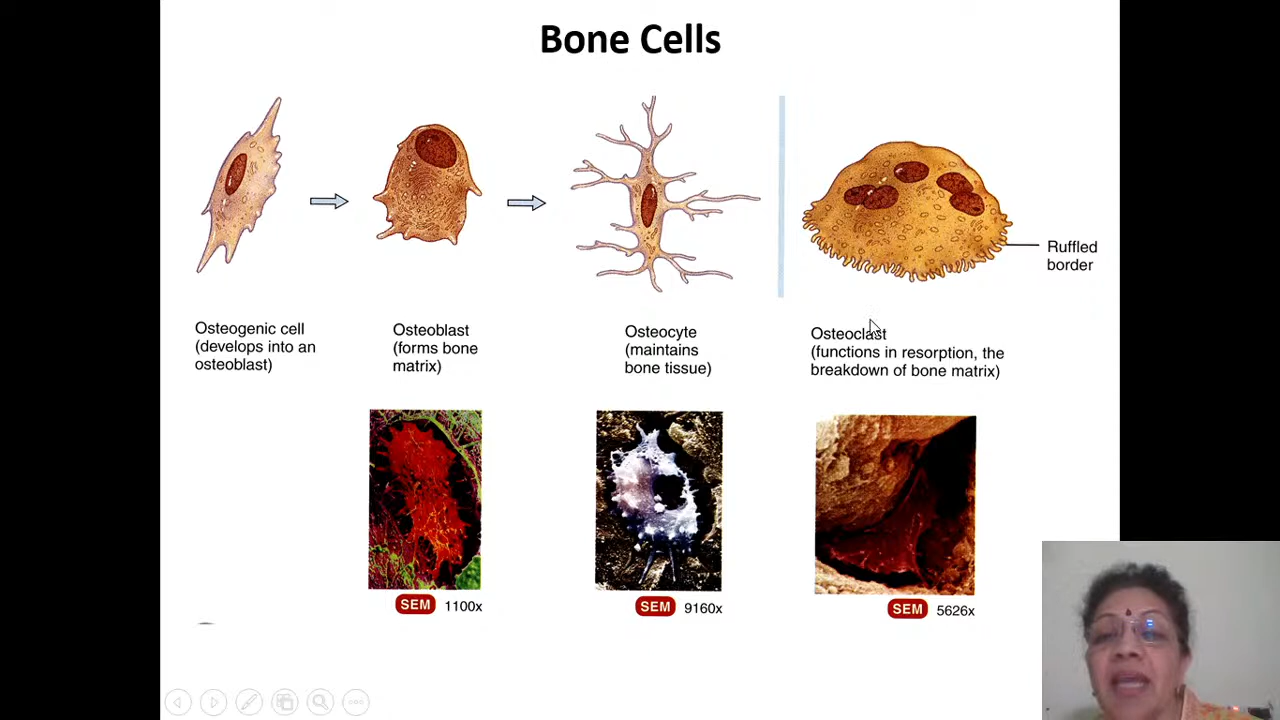 Bone Cells
Ruffled
border
Osteogenic cell
(develops into an
osteoblast)
Osteoblast
(forms bone
matrix)
Osteocyte
(maintains
bone tissue)
Osteoclast
(functions in resorption, the
breakdown of bone matrix)
SEM 1100x
SEM 9160x
SEM 5626x